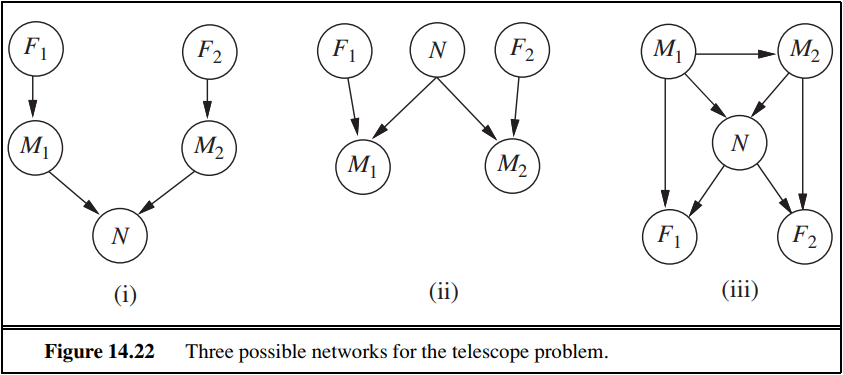 F1 F2 F1 N F2 M1 M2
M1 M2 M1 M2 N
N F1 F2
(i) (ii) (iii)
Figure 14.22 Three possible networks for the telescope problem.